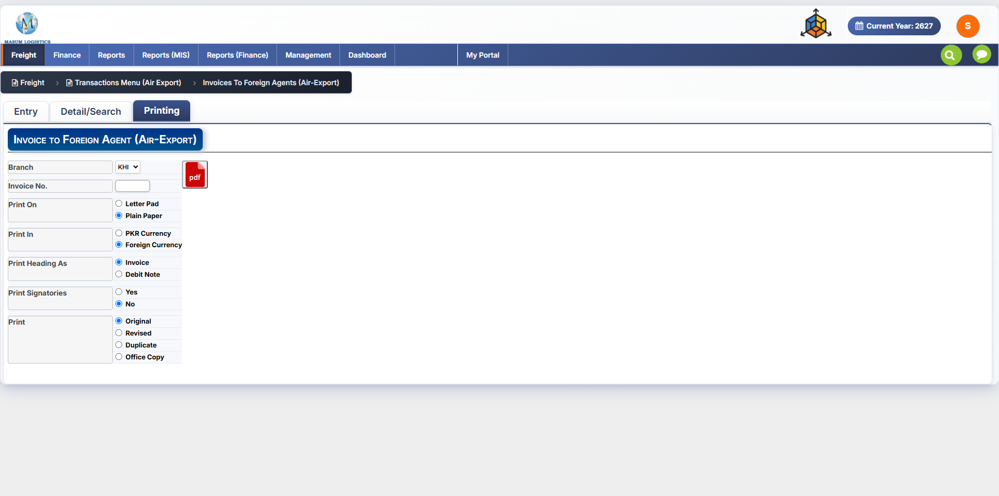 M
MASUM LOGISTICS
Current Year: 2627
S
Freight Finance Reports Reports (MIS) Reports (Finance) Management Dashboard My Portal
Freight › Transactions Menu (Air Export) › Invoices To Foreign Agents (Air-Export)
Entry Detail/Search Printing
Invoice to Foreign Agent (Air-Export)
Branch KHI
pdf
Invoice No.
Print On Letter Pad
Plain Paper
Print In PKR Currency
Foreign Currency
Print Heading As Invoice
Debit Note
Print Signatories Yes
No
Print Original
Revised
Duplicate
Office Copy